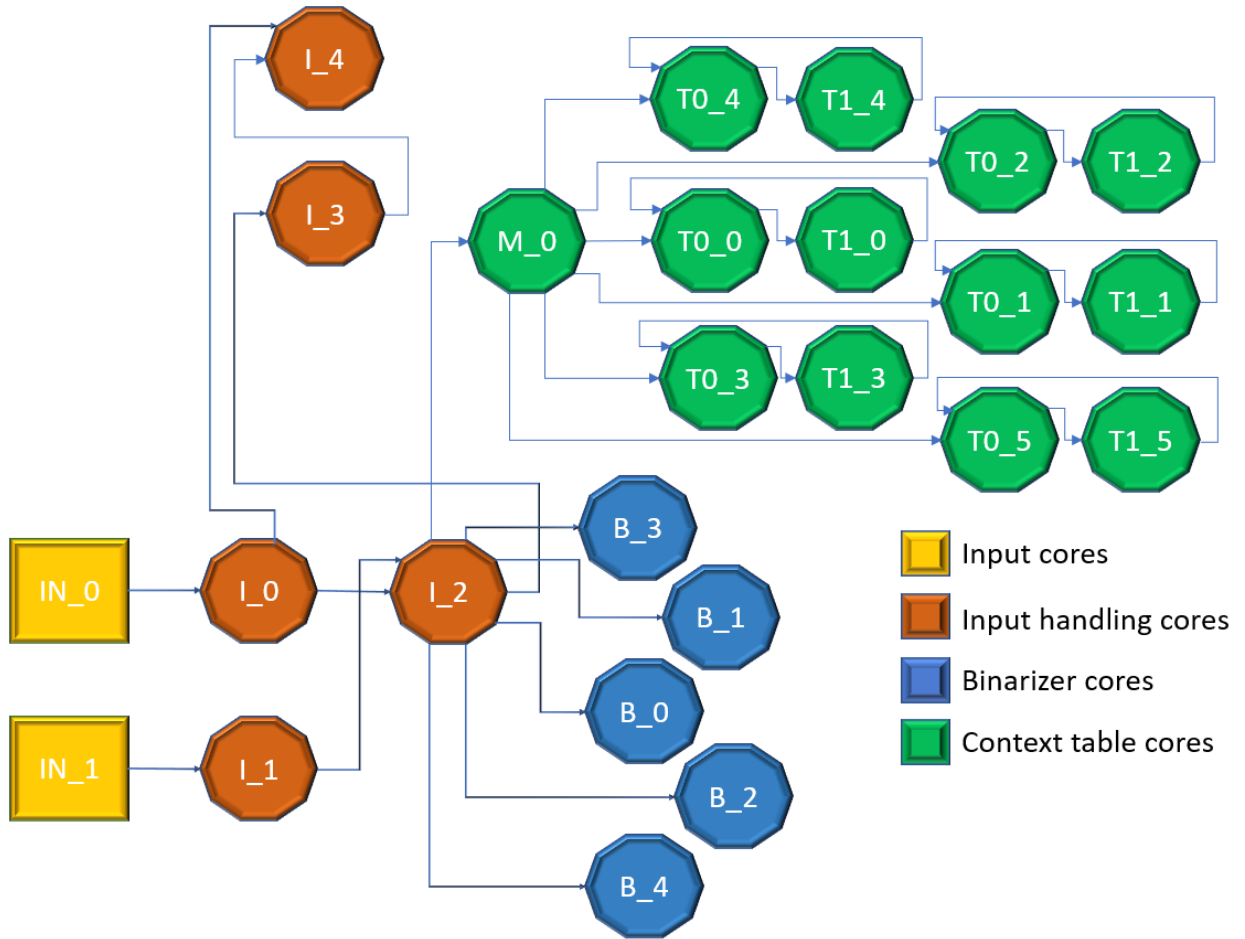 I_4
T0_4
T1_4
T0_2
T1_2
I_3
M_0
T0_0
T1_0
T0_1
T1_1
T0_3
T1_3
T0_5
T1_5
B_3
Input cores
IN_0
I_0
I_2
B_1
Input handling cores
B_0
Binarizer cores
IN_1
I_1
Context table cores
B_2
B_4